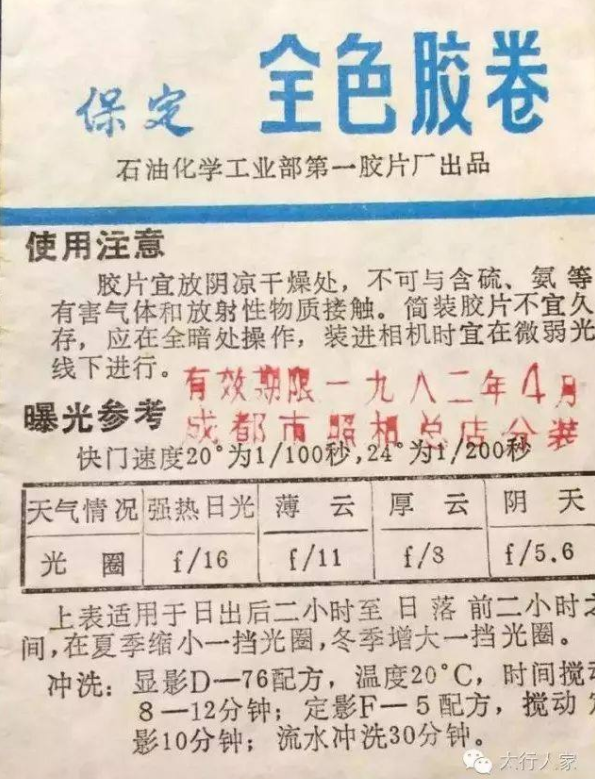 保定 全色胶卷
石油化学工业部第一胶片厂出品
使用注意
胶片宜放阴凉干燥处，不可与含硫、氨等
有害气体和放射性物质接触。简装胶片不宜久
存，应在全暗处操作，装进相机时宜在微弱光
线下进行。
有效期限一九八二年4月
曝光参考
成都市照相总店分装
快门速度20°为1/100秒，24°为1/200秒
天气情况 强热日光 薄云 厚云 阴天
光圈 f/16 f/11 f/8 f/5.6
上表适用于日出后二小时至日落前二小时之
间，在夏季缩小一挡光圈，冬季增大一挡光圈。
冲洗：显影D—76配方，温度20°C，时间搅动
8—12分钟；定影F—5配方，搅动定
影10分钟；流水冲洗30分钟。
大行人家